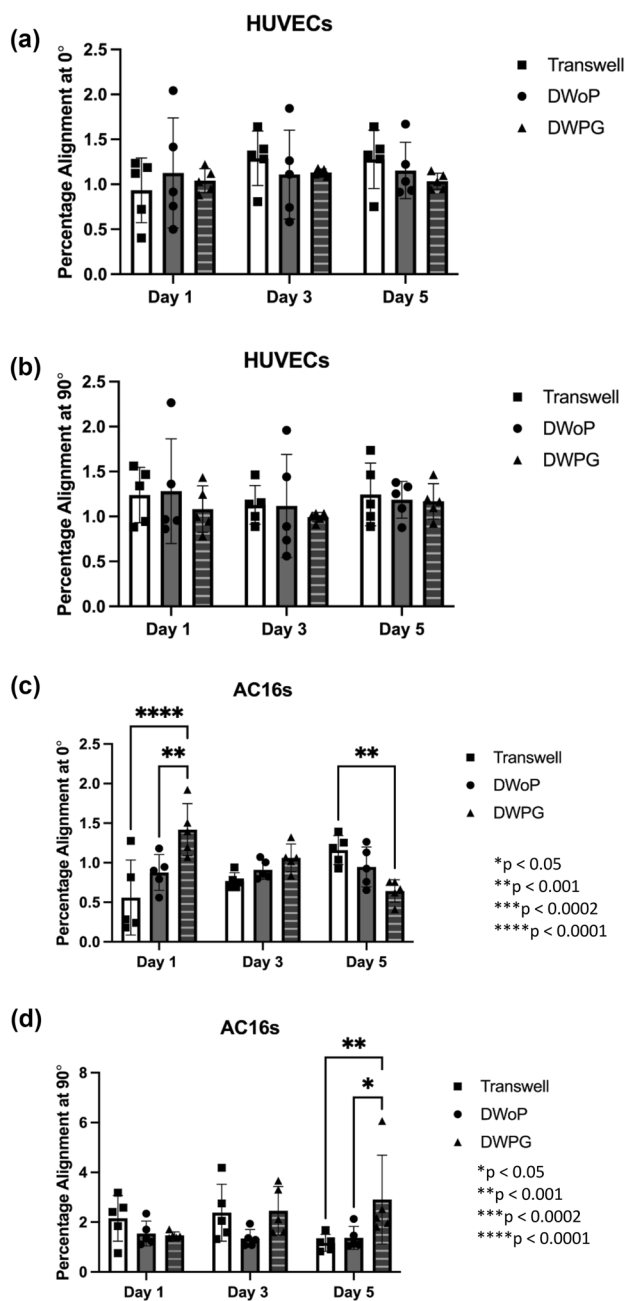 (a)
HUVECs
Percentage Alignment at 0°
2.5
2.0
1.5
1.0
0.5
0.0
Day 1 Day 3 Day 5
Transwell
DWoP
DWPG
(b)
HUVECs
Percentage Alignment at 90°
2.5
2.0
1.5
1.0
0.5
0.0
Day 1 Day 3 Day 5
Transwell
DWoP
DWPG
(c)
AC16s
Percentage Alignment at 0°
2.5
2.0
1.5
1.0
0.5
0.0
**** ** **
Day 1 Day 3 Day 5
Transwell
DWoP
DWPG
*p < 0.05
**p < 0.001
***p < 0.0002
****p < 0.0001
(d)
AC16s
Percentage Alignment at 90°
8
6
4
2
0
**
*
Day 1 Day 3 Day 5
Transwell
DWoP
DWPG
*p < 0.05
**p < 0.001
***p < 0.0002
****p < 0.0001